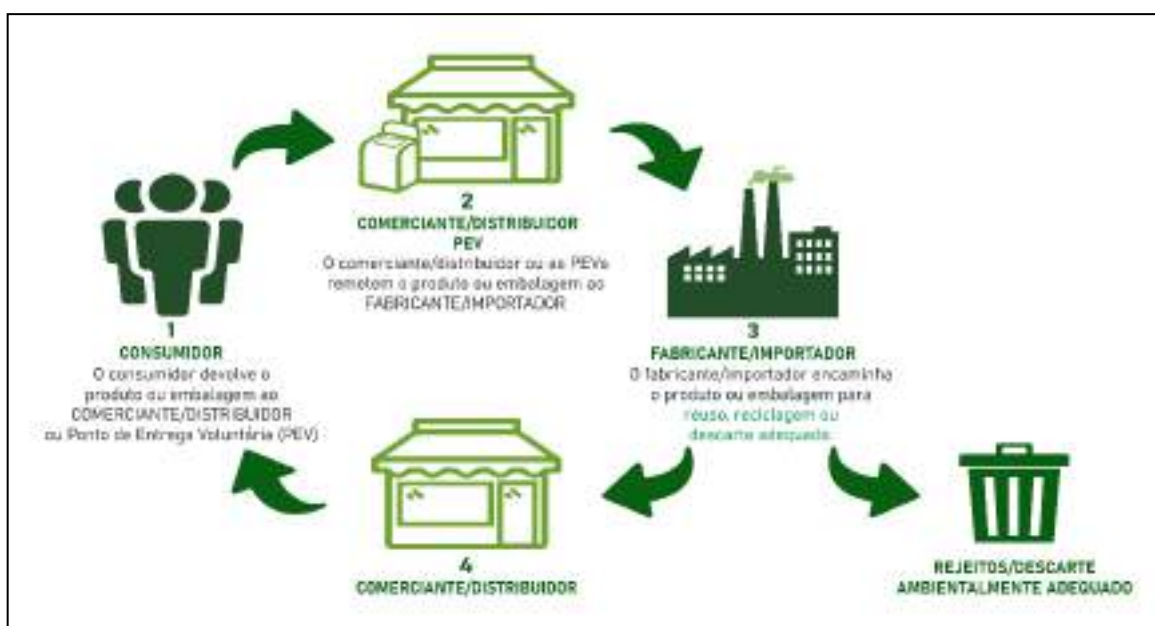 1
CONSUMIDOR
O consumidor devolve o
produto ou embalagem ao
COMERCIANTE/DISTRIBUIDOR
ou Ponto de Entrega Voluntária (PEV)
2
COMERCIANTE/DISTRIBUIDOR
PEV
O comerciante/distribuidor ou as PEVs
remetem o produto ou embalagem ao
FABRICANTE/IMPORTADOR
3
FABRICANTE/IMPORTADOR
O fabricante/importador encaminha
o produto ou embalagem para
reuso, reciclagem ou
descarte adequado.
4
COMERCIANTE/DISTRIBUIDOR
REJEITOS/DESCARTE
AMBIENTALMENTE ADEQUADO